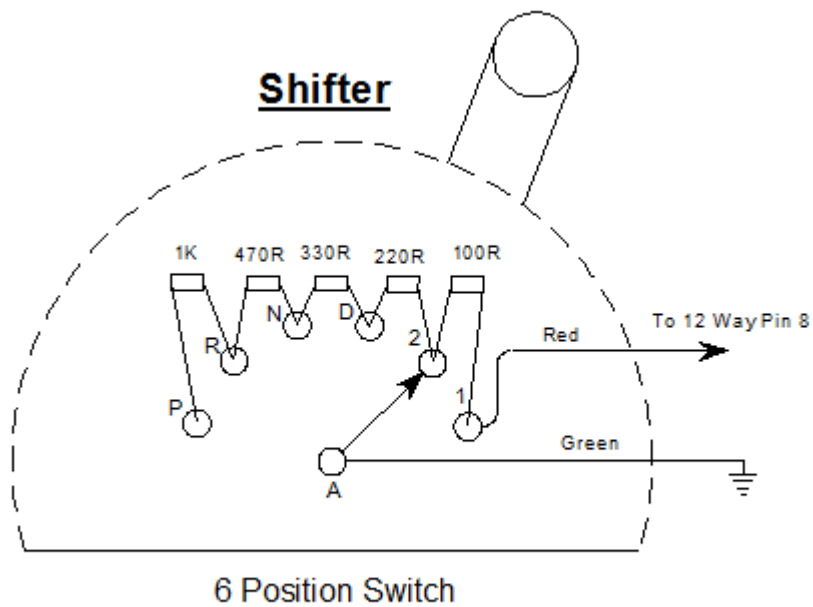 Shifter
1K 470R 330R 220R 100R
To 12 Way Pin 8
Red
N D
R 2
P 1
Green
A
6 Position Switch